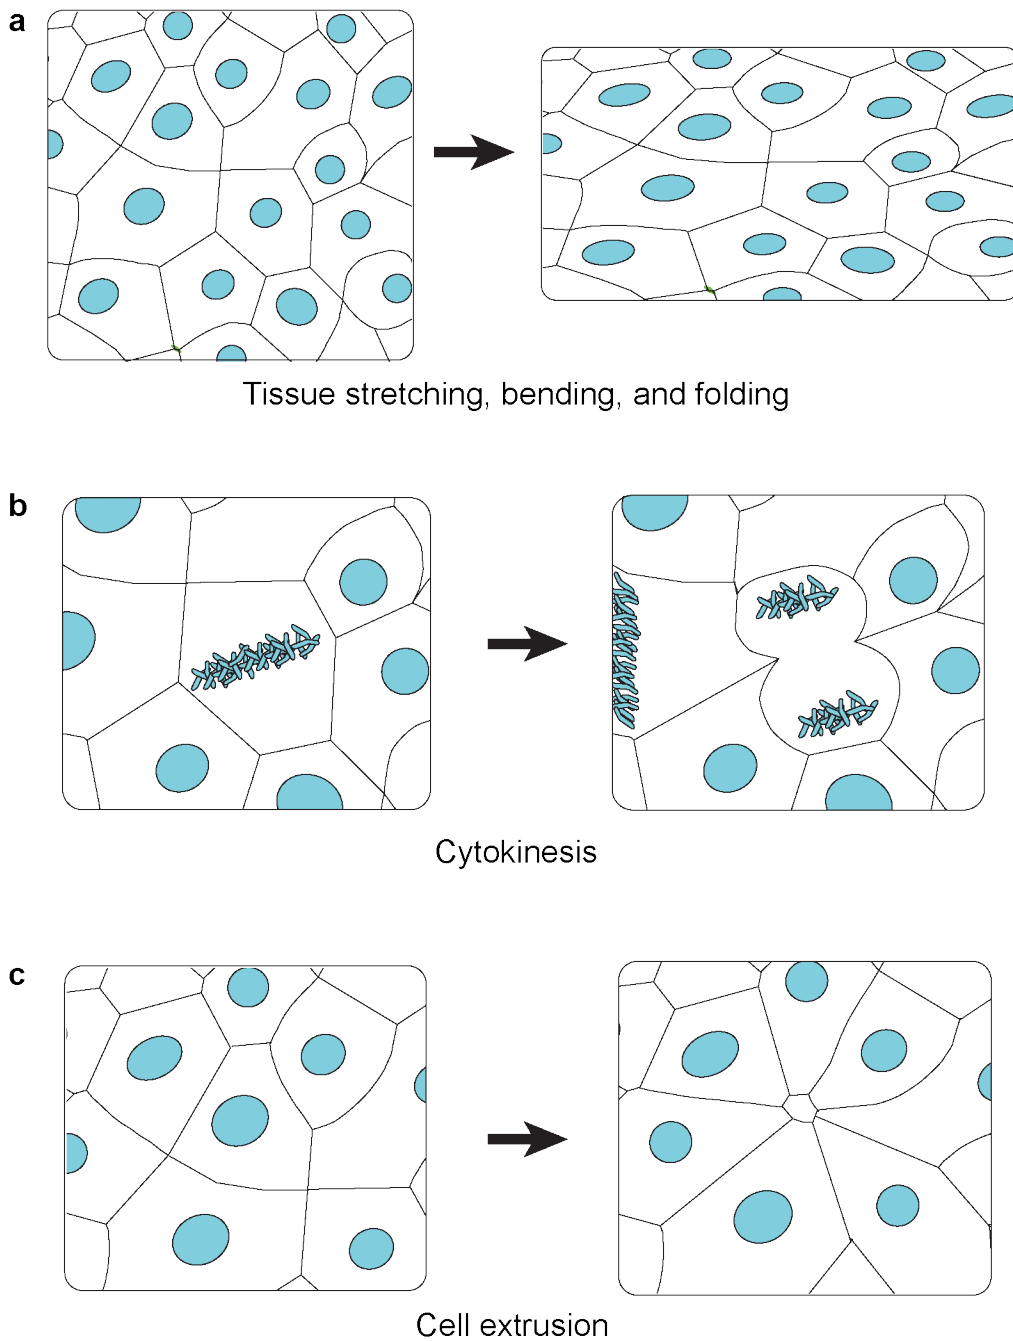 a
Tissue stretching, bending, and folding
b
Cytokinesis
c
Cell extrusion